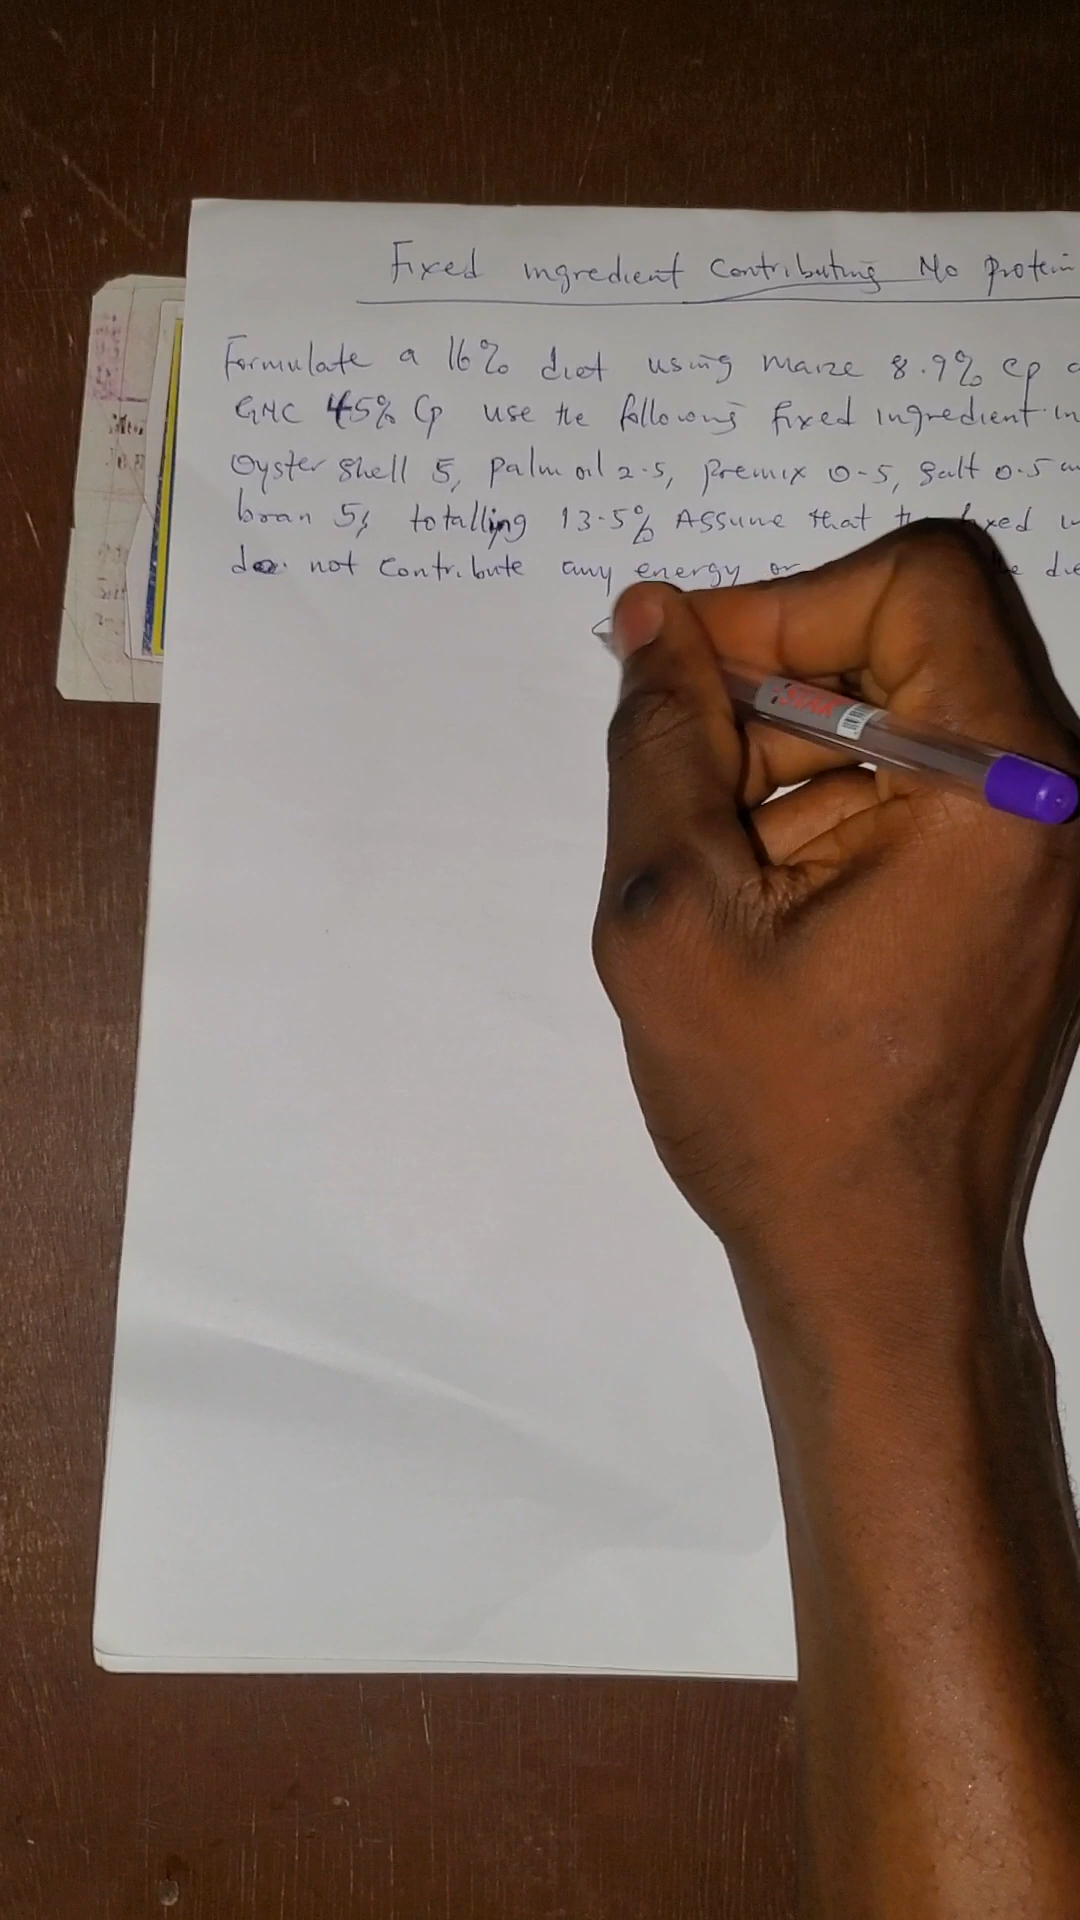 Fixed ingredient Contributing No protein
Formulate a 16% diet using maize 8.9% cp
GNC 45% Cp use the following fixed ingredient in
Oyster shell 5, palm oil 2.5, premix 0.5, salt 0.5
bran 5, totalling 13.5% Assume that
do not Contribute any energy or
STAR